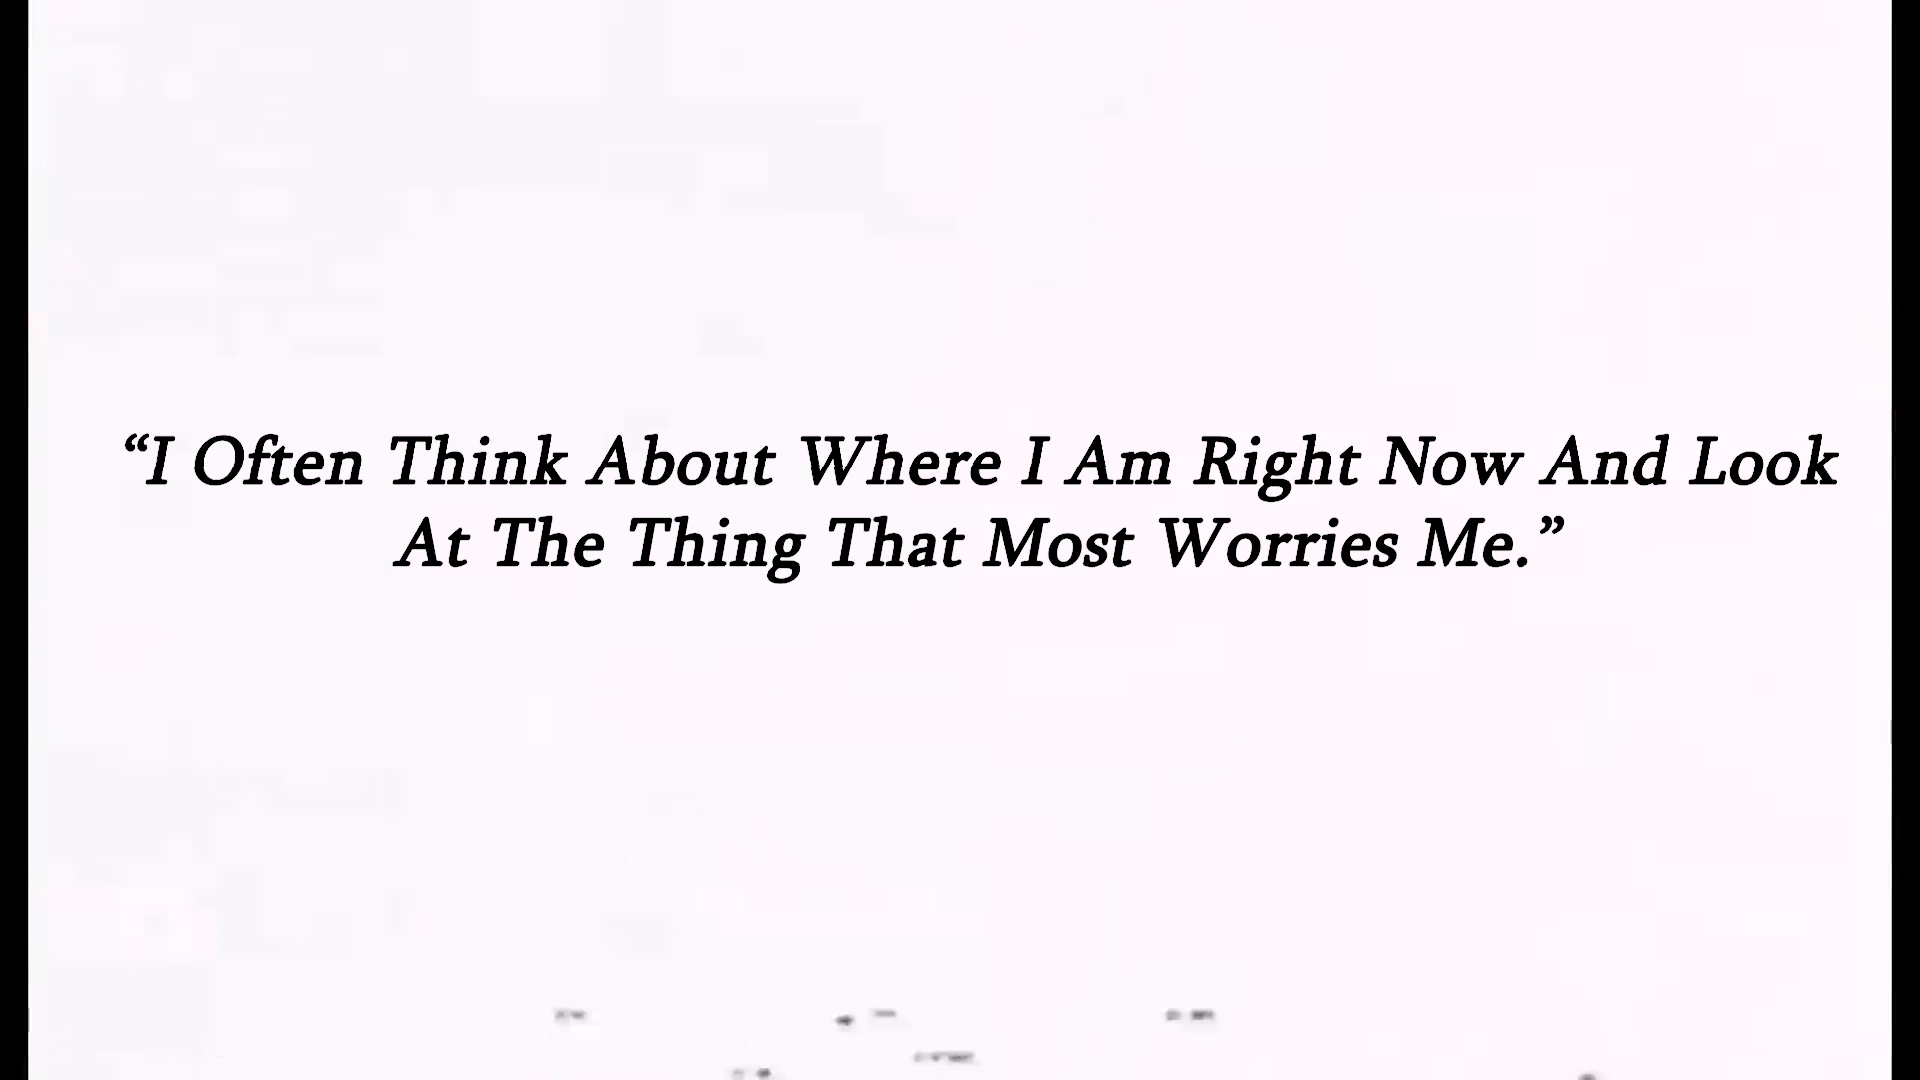 “I Often Think About Where I Am Right Now And Look
At The Thing That Most Worries Me.”